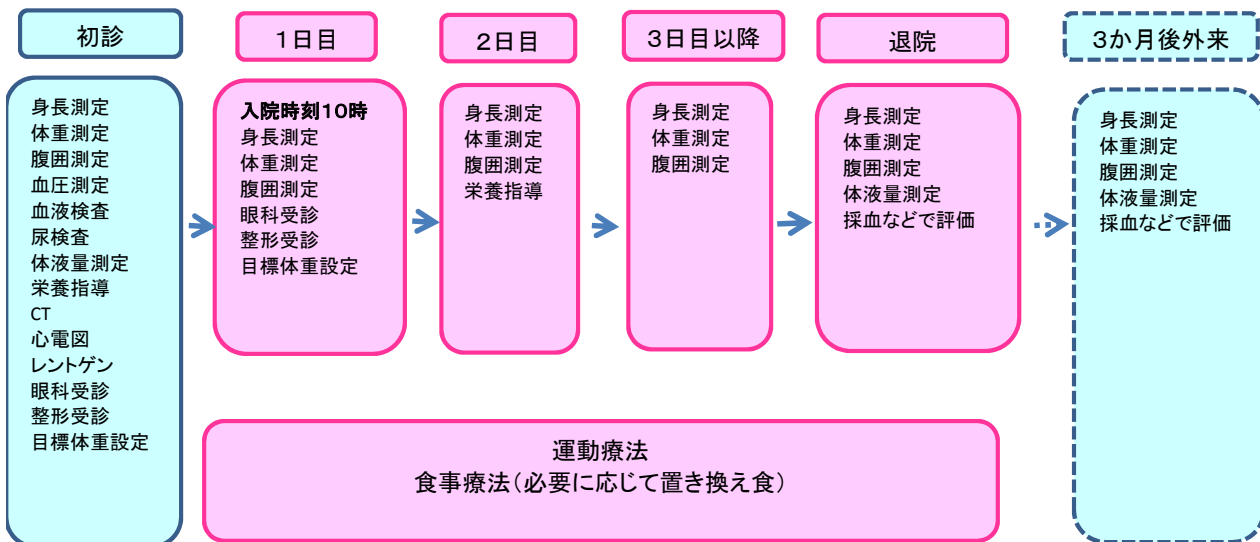 初診
身長測定
体重測定
腹囲測定
血圧測定
血液検査
尿検査
体液量測定
栄養指導
CT
心電図
レントゲン
眼科受診
整形受診
目標体重設定
1日目
入院時刻10時
身長測定
体重測定
腹囲測定
眼科受診
整形受診
目標体重設定
2日目
身長測定
体重測定
腹囲測定
栄養指導
3日目以降
身長測定
体重測定
腹囲測定
退院
身長測定
体重測定
腹囲測定
体液量測定
採血などで評価
3か月後外来
身長測定
体重測定
腹囲測定
体液量測定
採血などで評価
運動療法
食事療法(必要に応じて置き換え食)